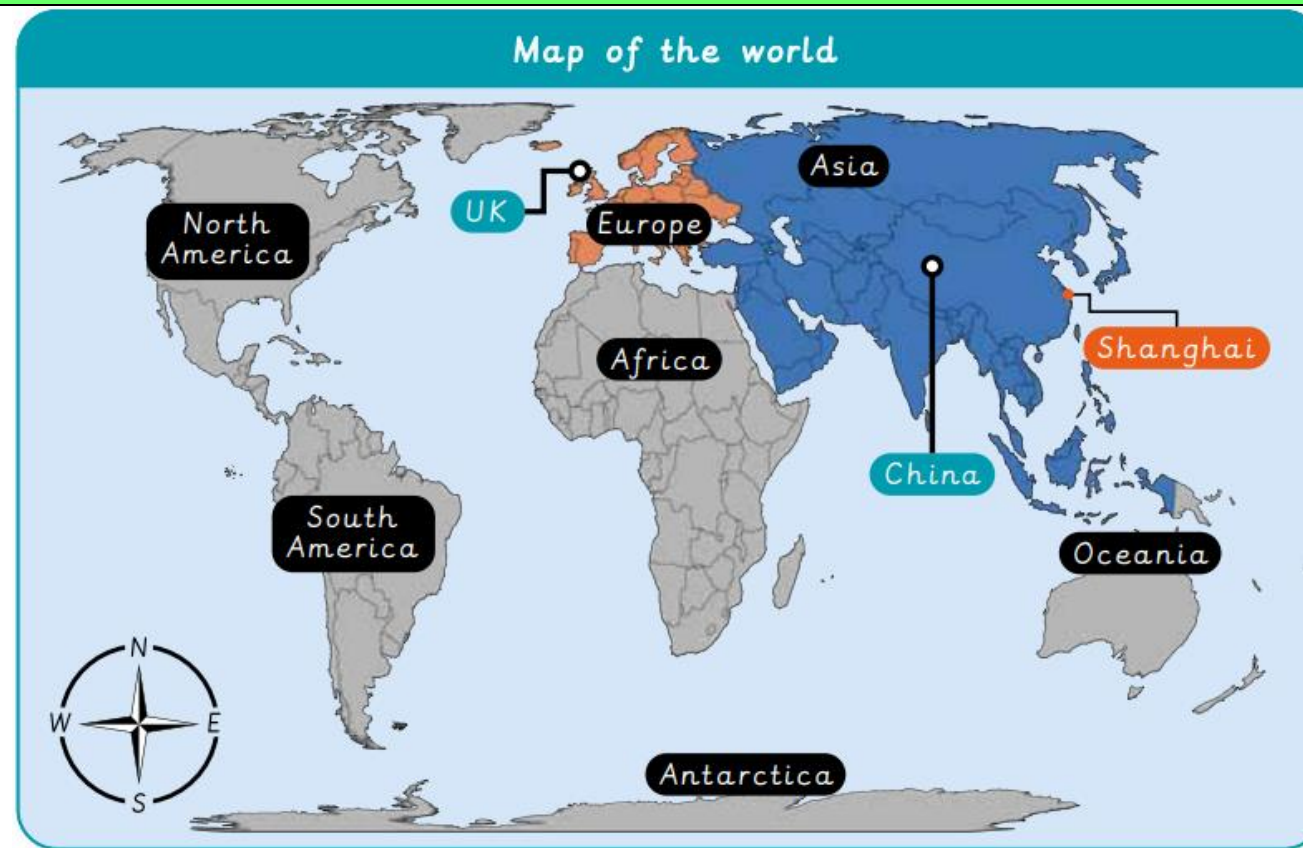 Map of the world
Asia
North
America
UK
Europe
Shanghai
Africa
China
South
America
Oceania
N
W
E
S
Antarctica